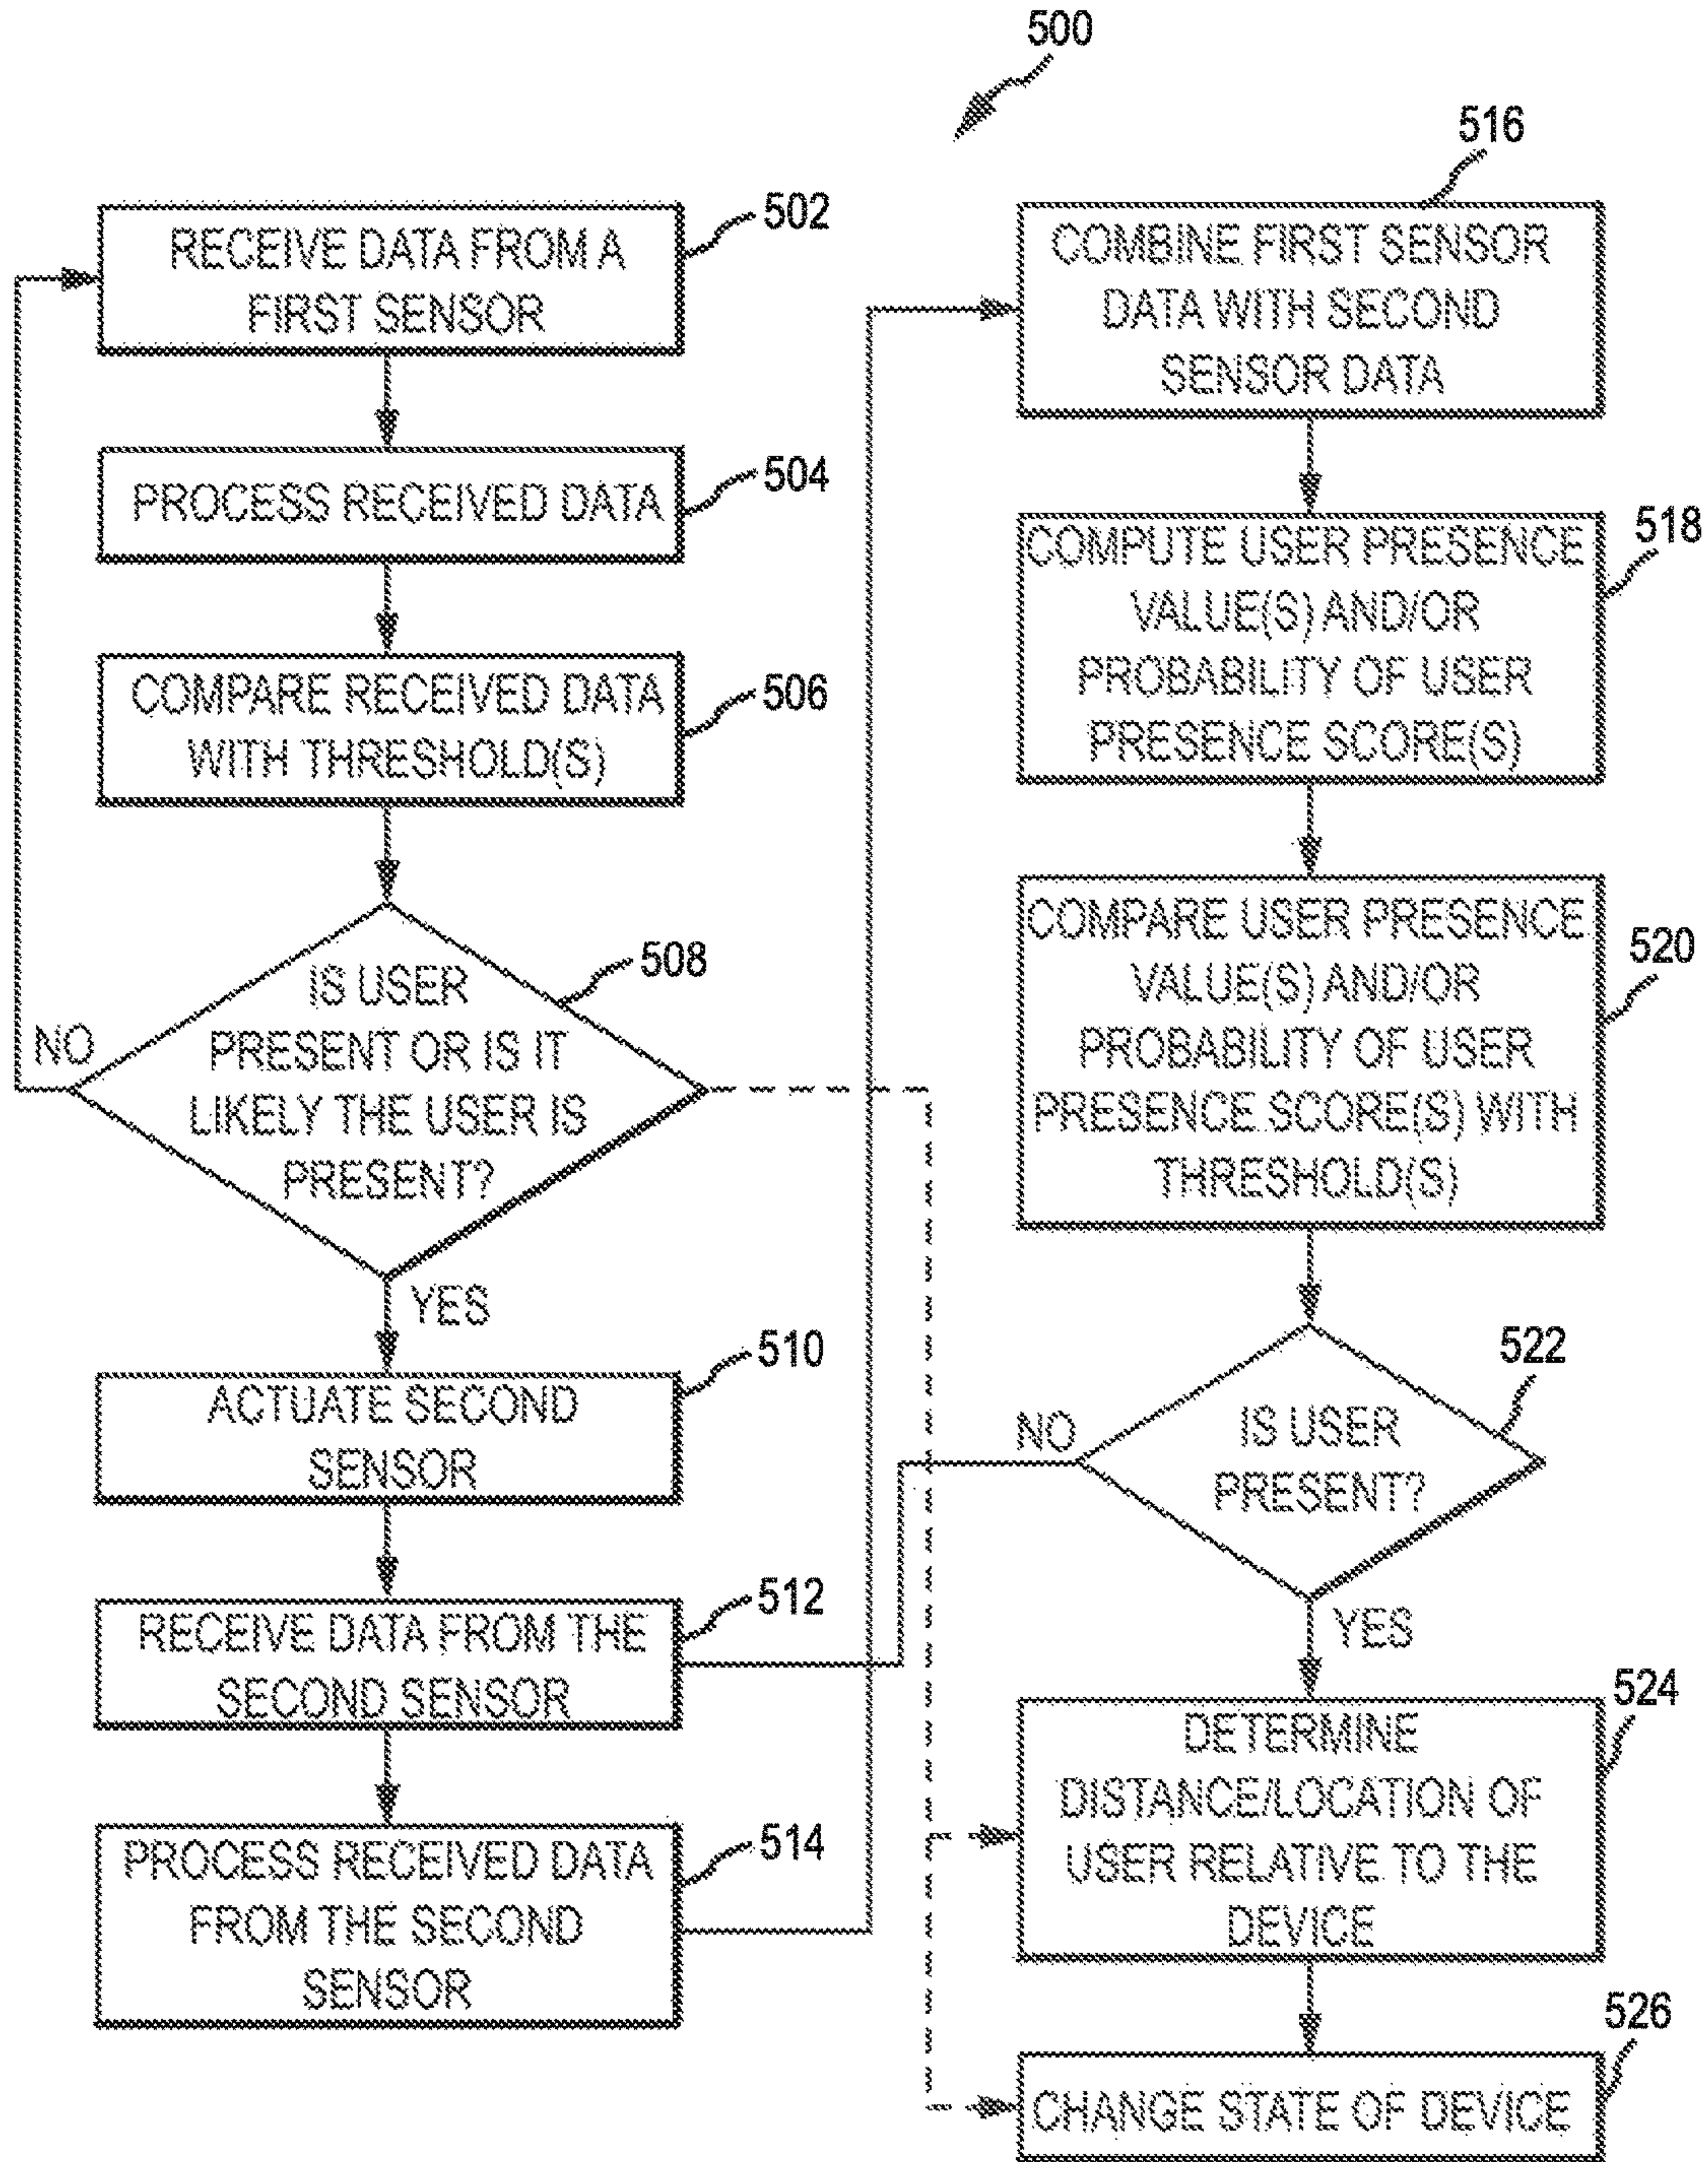 500
502
RECEIVE DATA FROM A
FIRST SENSOR
504
PROCESS RECEIVED DATA
506
COMPARE RECEIVED DATA
WITH THRESHOLD(S)
508
IS USER
PRESENT OR IS IT
LIKELY THE USER IS
PRESENT?
NO
YES
510
ACTUATE SECOND
SENSOR
512
RECEIVE DATA FROM THE
SECOND SENSOR
514
PROCESS RECEIVED DATA
FROM THE SECOND
SENSOR
516
COMBINE FIRST SENSOR
DATA WITH SECOND
SENSOR DATA
518
COMPUTE USER PRESENCE
VALUE(S) AND/OR
PROBABILITY OF USER
PRESENCE SCORE(S)
520
COMPARE USER PRESENCE
VALUE(S) AND/OR
PROBABILITY OF USER
PRESENCE SCORE(S) WITH
THRESHOLD(S)
522
NO
IS USER
PRESENT?
YES
524
DETERMINE
DISTANCE/LOCATION OF
USER RELATIVE TO THE
DEVICE
526
CHANGE STATE OF DEVICE